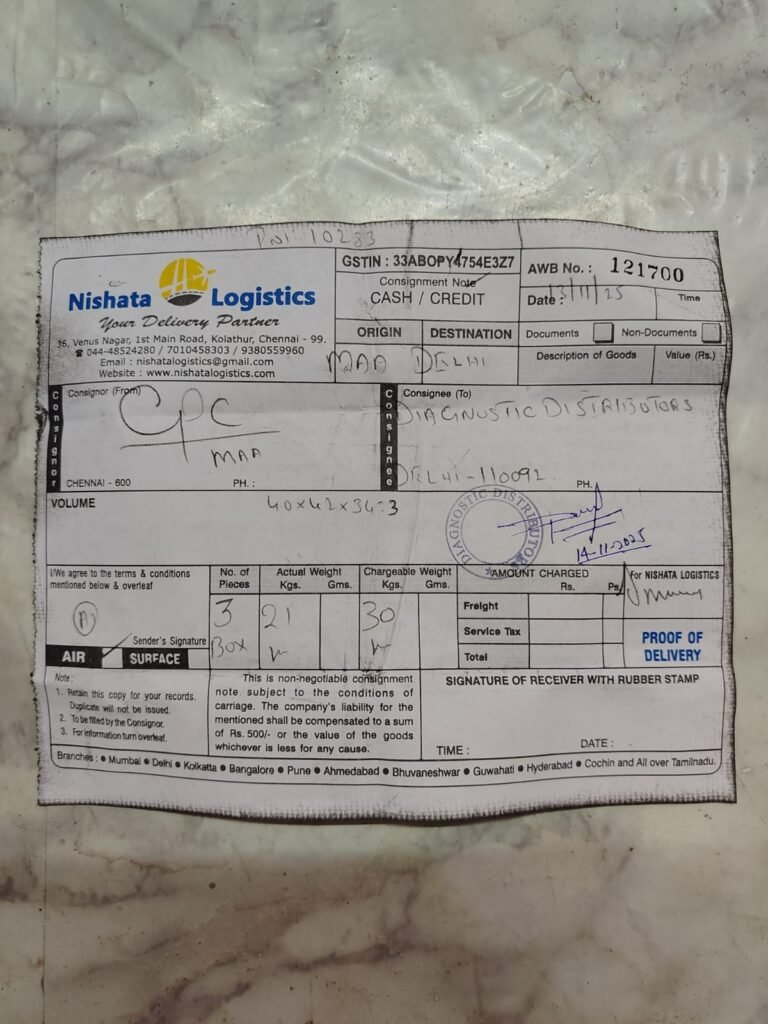 10283
Nishata Logistics
Your Delivery Partner
36, Venus Nagar, 1st Main Road, Kolathur, Chennai - 99.
☎ 044-48524280 / 7010458303 / 9380559960
Email : nishatalogistics@gmail.com
Website : www.nishatalogistics.com
GSTIN : 33ABOPY4754E3Z7
Consignment Note
CASH / CREDIT
AWB No. : 121700
Date : 13/11/25
Time
ORIGIN DESTINATION
MAA DELHI
Documents Non-Documents
Description of Goods Value (Rs.)
Consignor
Consignor (From)
CPC
MAA
CHENNAI - 600 PH. :
Consignee
Consignee (To)
DIAGNOSTIC DISTRIBUTORS
DELHI-110092
PH.
VOLUME
40x42x34=3
DIAGNOSTIC DISTRIBUTORS
14-11-2025
I/We agree to the terms & conditions
mentioned below & overleaf
Sender's Signature
AIR SURFACE
No. of Pieces
3
Box
Actual Weight
Kgs. Gms.
21
Chargeable Weight
Kgs. Gms.
30
AMOUNT CHARGED
Rs. Ps.
Freight
Service Tax
Total
For NISHATA LOGISTICS
PROOF OF
DELIVERY
Note :
1. Retain this copy for your records.
Duplicate will not be issued.
2. To be filled by the Consignor.
3. For information turn overleaf.
This is non-negotiable consignment
note subject to the conditions of
carriage. The company's liability for the
mentioned shall be compensated to a sum
of Rs. 500/- or the value of the goods
whichever is less for any cause.
SIGNATURE OF RECEIVER WITH RUBBER STAMP
TIME : DATE :
Branches : • Mumbai • Delhi • Kolkatta • Bangalore • Pune • Ahmedabad • Bhuvaneshwar • Guwahati • Hyderabad • Cochin and All over Tamilnadu.